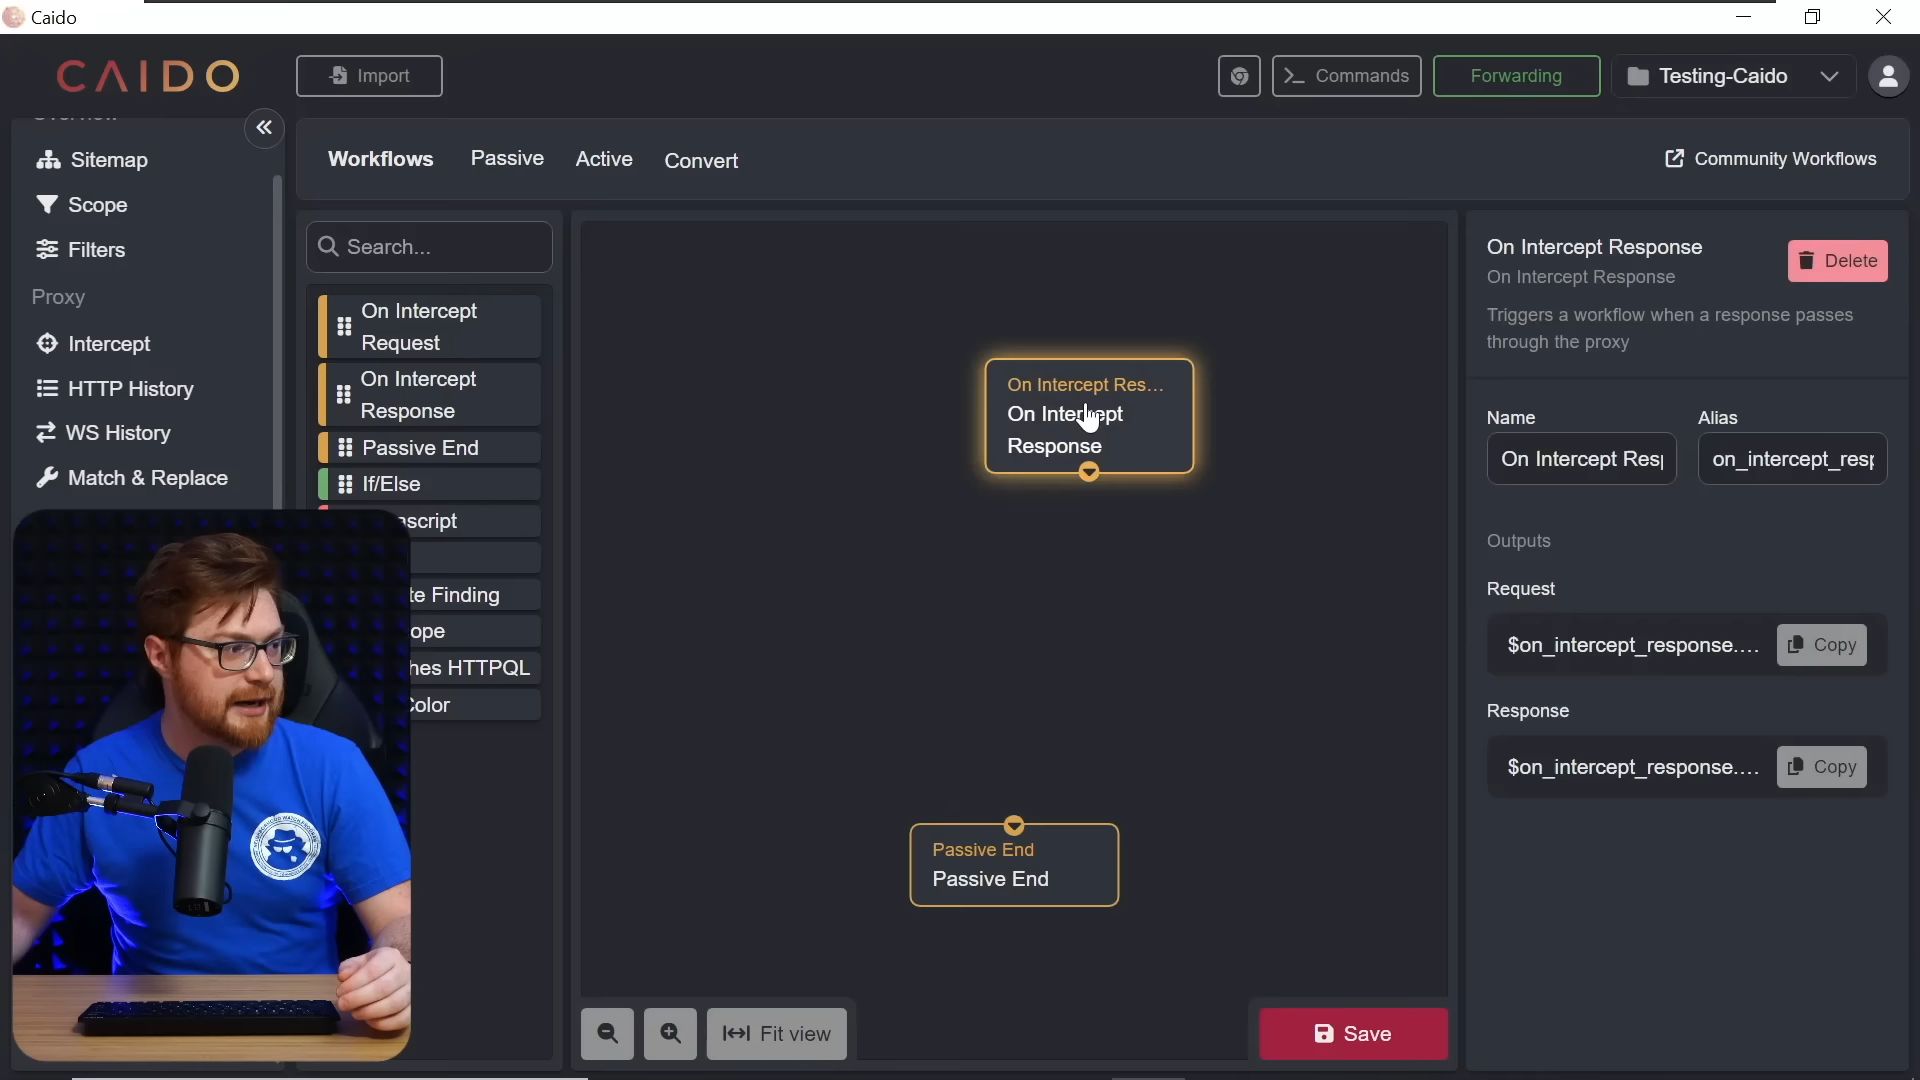 Caido
CAIDO
Import
Commands
Forwarding
Testing-Caido
Sitemap
Scope
Filters
Proxy
Intercept
HTTP History
WS History
Match & Replace
Workflows
Passive
Active
Convert
Community Workflows
Search...
On Intercept
Request
On Intercept
Response
Passive End
If/Else
ascript
te Finding
ope
hes HTTPQL
Color
On Intercept Res...
On Intercept
Response
Passive End
Passive End
Fit view
Save
On Intercept Response
On Intercept Response
Delete
Triggers a workflow when a response passes
through the proxy
Name
Alias
On Intercept Resp
on_intercept_resp
Outputs
Request
$on_intercept_response....
Copy
Response
$on_intercept_response....
Copy